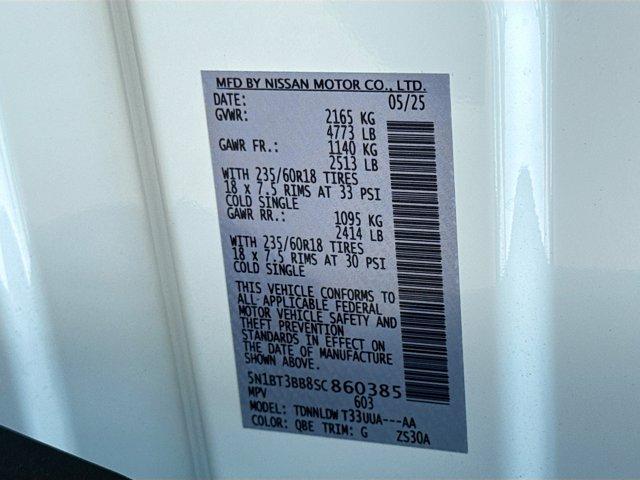 MFD BY NISSAN MOTOR CO., LTD.
DATE: 05/25
GVWR: 2165 KG
4773 LB
GAWR FR.: 1140 KG
2513 LB
WITH 235/60R18 TIRES
18 x 7.5 RIMS AT 33 PSI
COLD SINGLE
GAWR RR.: 1095 KG
2414 LB
WITH 235/60R18 TIRES
18 x 7.5 RIMS AT 30 PSI
COLD SINGLE
THIS VEHICLE CONFORMS TO
ALL APPLICABLE FEDERAL
MOTOR VEHICLE SAFETY AND
THEFT PREVENTION
STANDARDS IN EFFECT ON
THE DATE OF MANUFACTURE
SHOWN ABOVE.
5N1BT3BB8SC860385
MPV 603
MODEL: TDNNLDW T33UUA---AA
COLOR: QBE TRIM: G ZS30A